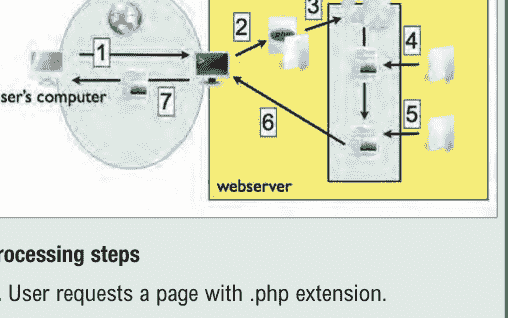 1
2
3
4
5
6
7
ser's computer
webserver
rocessing steps
. User requests a page with .php extension.